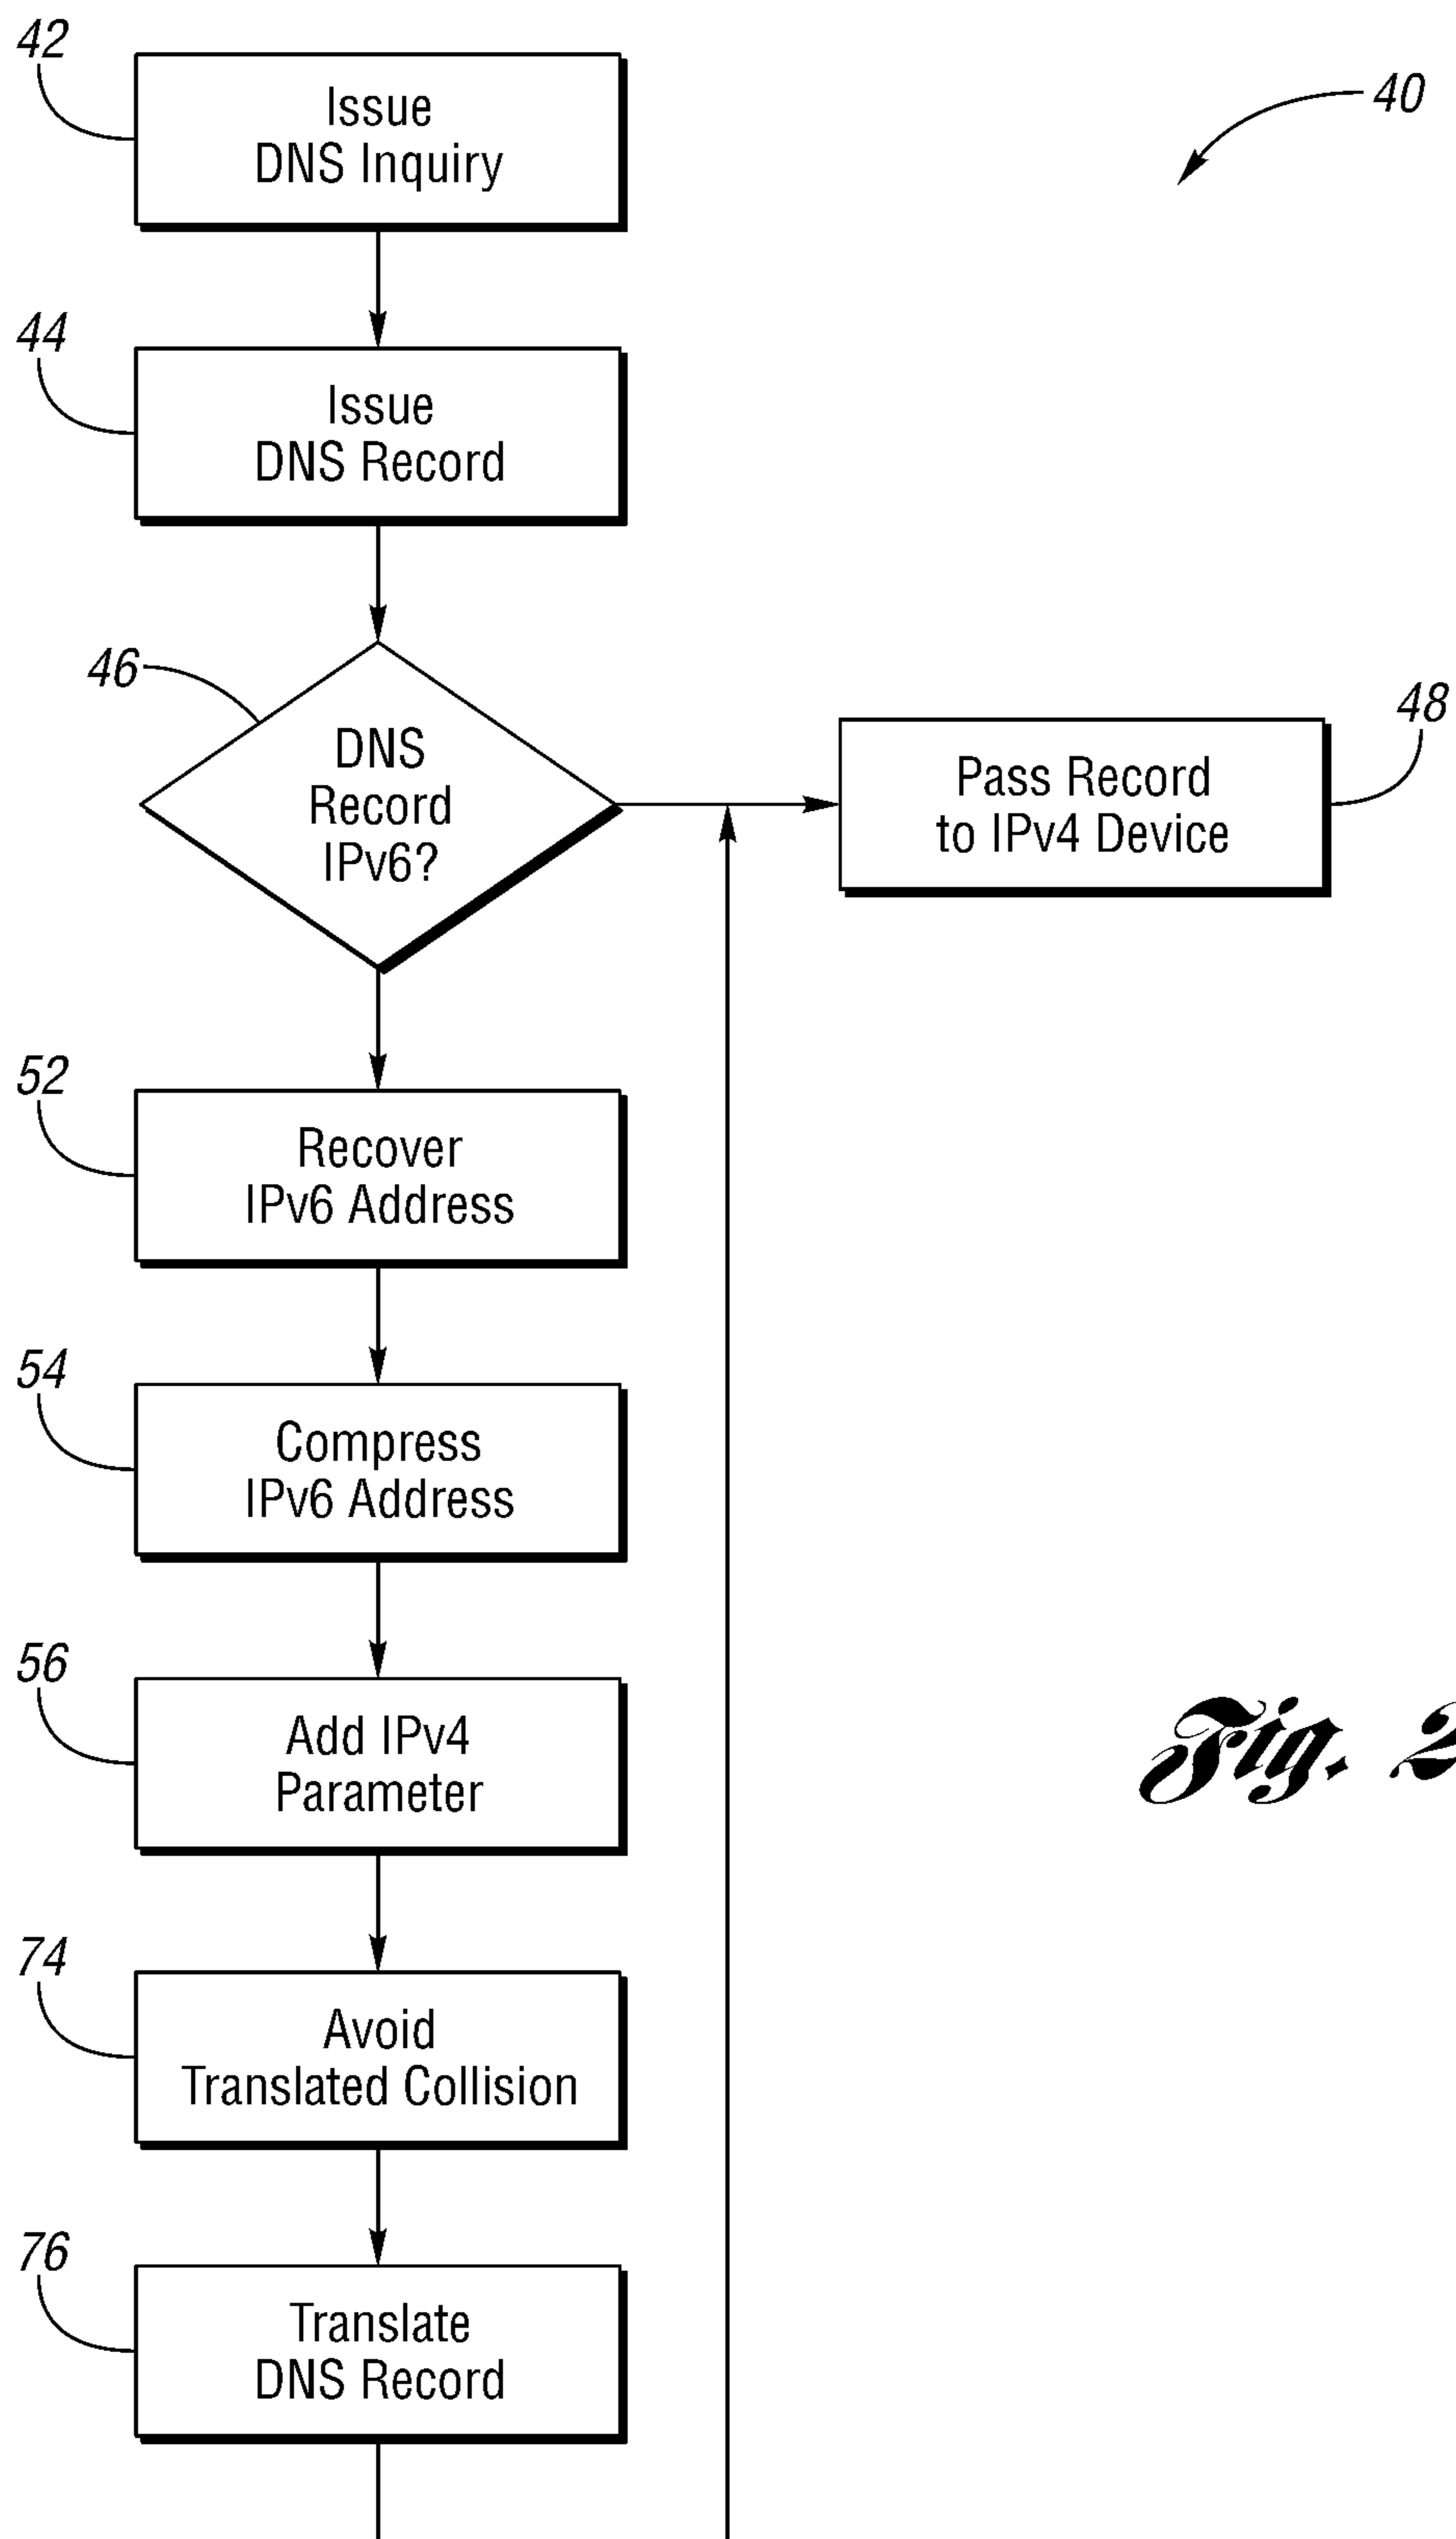 42
Issue
DNS Inquiry
40
44
Issue
DNS Record
46
DNS
Record
IPv6?
48
Pass Record
to IPv4 Device
52
Recover
IPv6 Address
54
Compress
IPv6 Address
56
Add IPv4
Parameter
Fig. 2
74
Avoid
Translated Collision
76
Translate
DNS Record